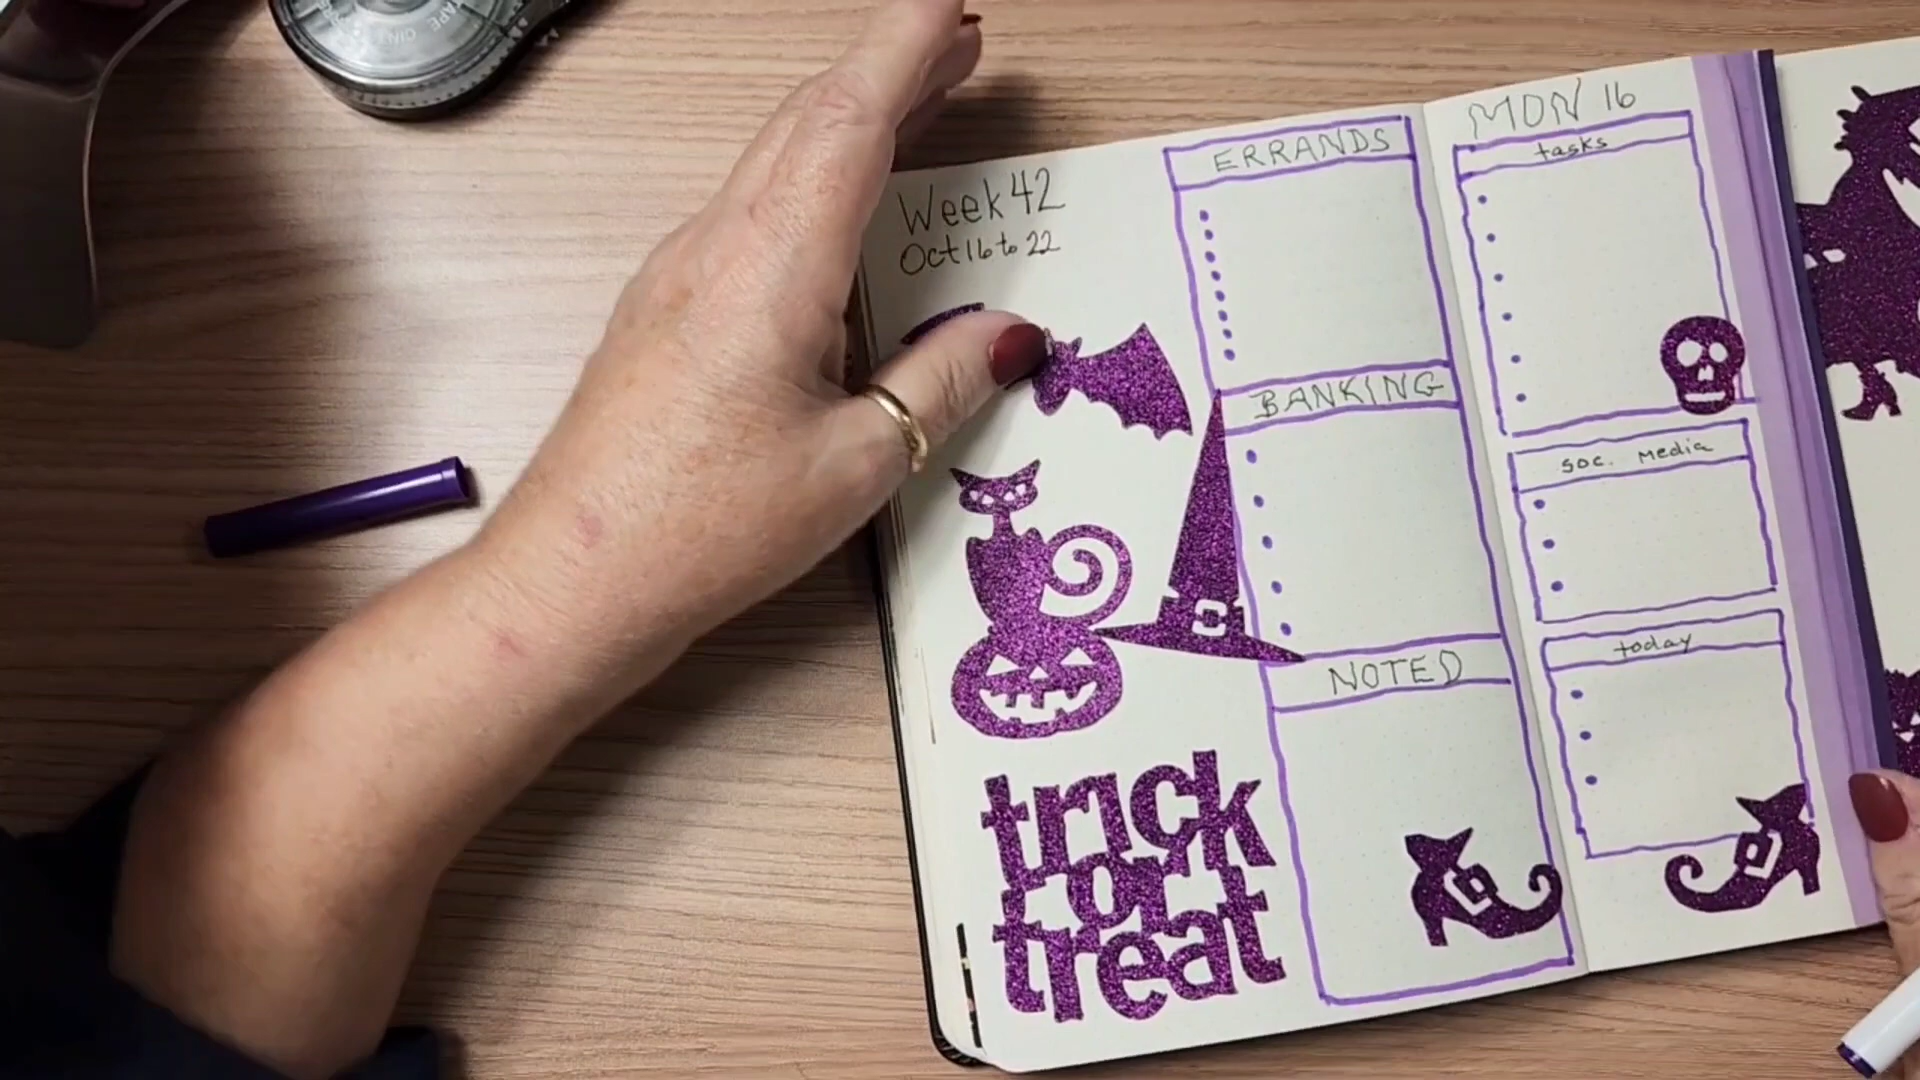 Week 42
Oct 16 to 22
trick
or
treat
ERRANDS
BANKING
NOTED
MON 16
tasks
soc. media
today